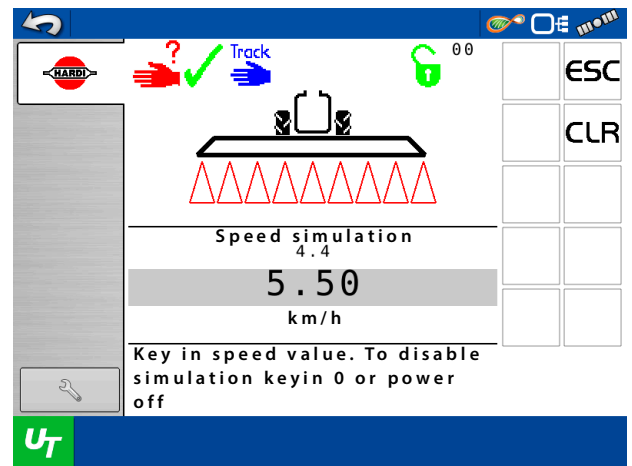 ?
Track
00
HARDI
ESC
CLR
Speed simulation
4.4
5.50
km/h
Key in speed value. To disable
simulation keyin 0 or power
off
UT